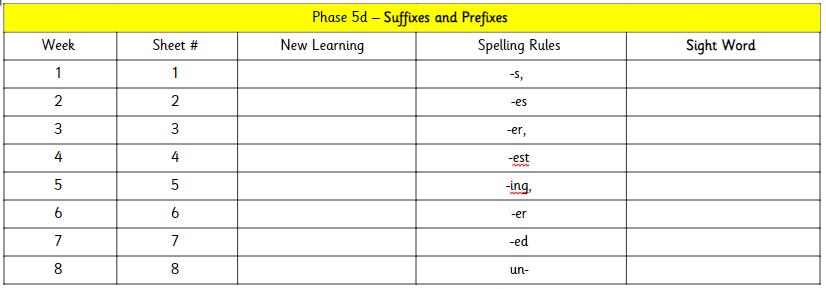 Phase 5d – Suffixes and Prefixes
Week Sheet # New Learning Spelling Rules Sight Word
1 1 -s,
2 2 -es
3 3 -er,
4 4 -est
5 5 -ing,
6 6 -er
7 7 -ed
8 8 un-